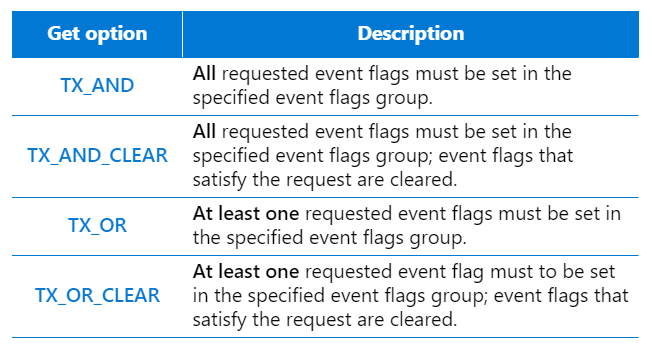 Get option Description
TX_AND
All requested event flags must be set in the
specified event flags group.
TX_AND_CLEAR
All requested event flags must be set in the
specified event flags group; event flags that
satisfy the request are cleared.
TX_OR
At least one requested event flags must be set in
the specified event flags group.
TX_OR_CLEAR
At least one requested event flag must to be set
in the specified event flags group; event flags that
satisfy the request are cleared.